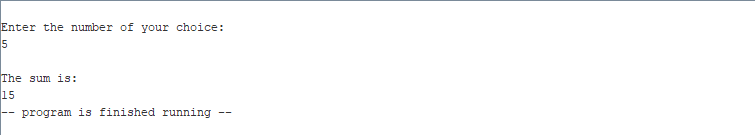 Enter the number of your choice:
5
The sum is:
15
-- program is finished running --